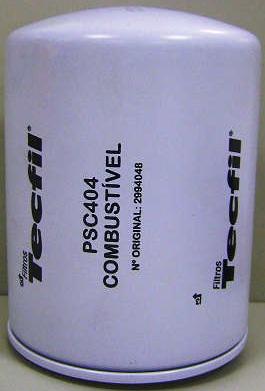 Filtros
Tecfil®
PSC404
COMBUSTÍVEL
Nº ORIGINAL: 2994048
Filtros
Tecfil®